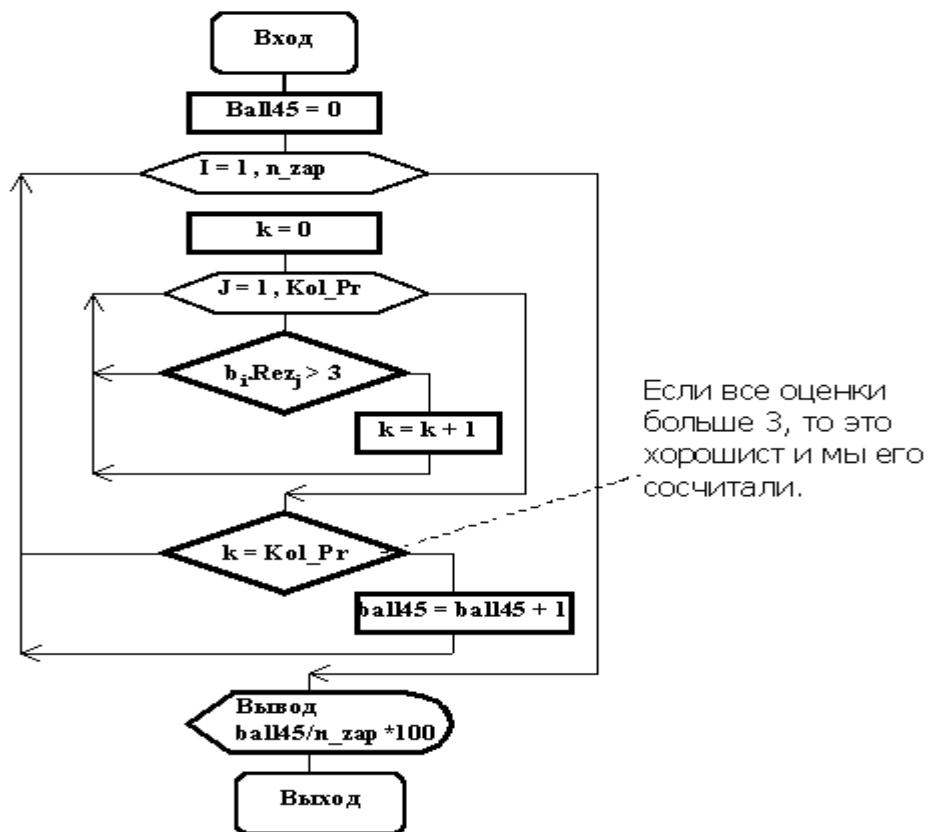 Вход
Ball45 = 0
I = 1 , n_zap
k = 0
J = 1 , Kol_Pr
bi.Rezj > 3
k = k + 1
Если все оценки
больше 3, то это
хорошист и мы его
сосчитали.
k = Kol_Pr
ball45 = ball45 + 1
Вывод
ball45/n_zap *100
Выход